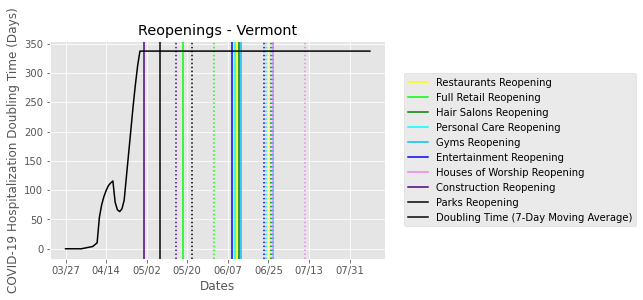 Reopenings - Vermont
COVID-19 Hospitalization Doubling Time (Days)
350
300
250
200
150
100
50
0
03/27 04/14 05/02 05/20 06/07 06/25 07/13 07/31
Dates
Restaurants Reopening
Full Retail Reopening
Hair Salons Reopening
Personal Care Reopening
Gyms Reopening
Entertainment Reopening
Houses of Worship Reopening
Construction Reopening
Parks Reopening
Doubling Time (7-Day Moving Average)